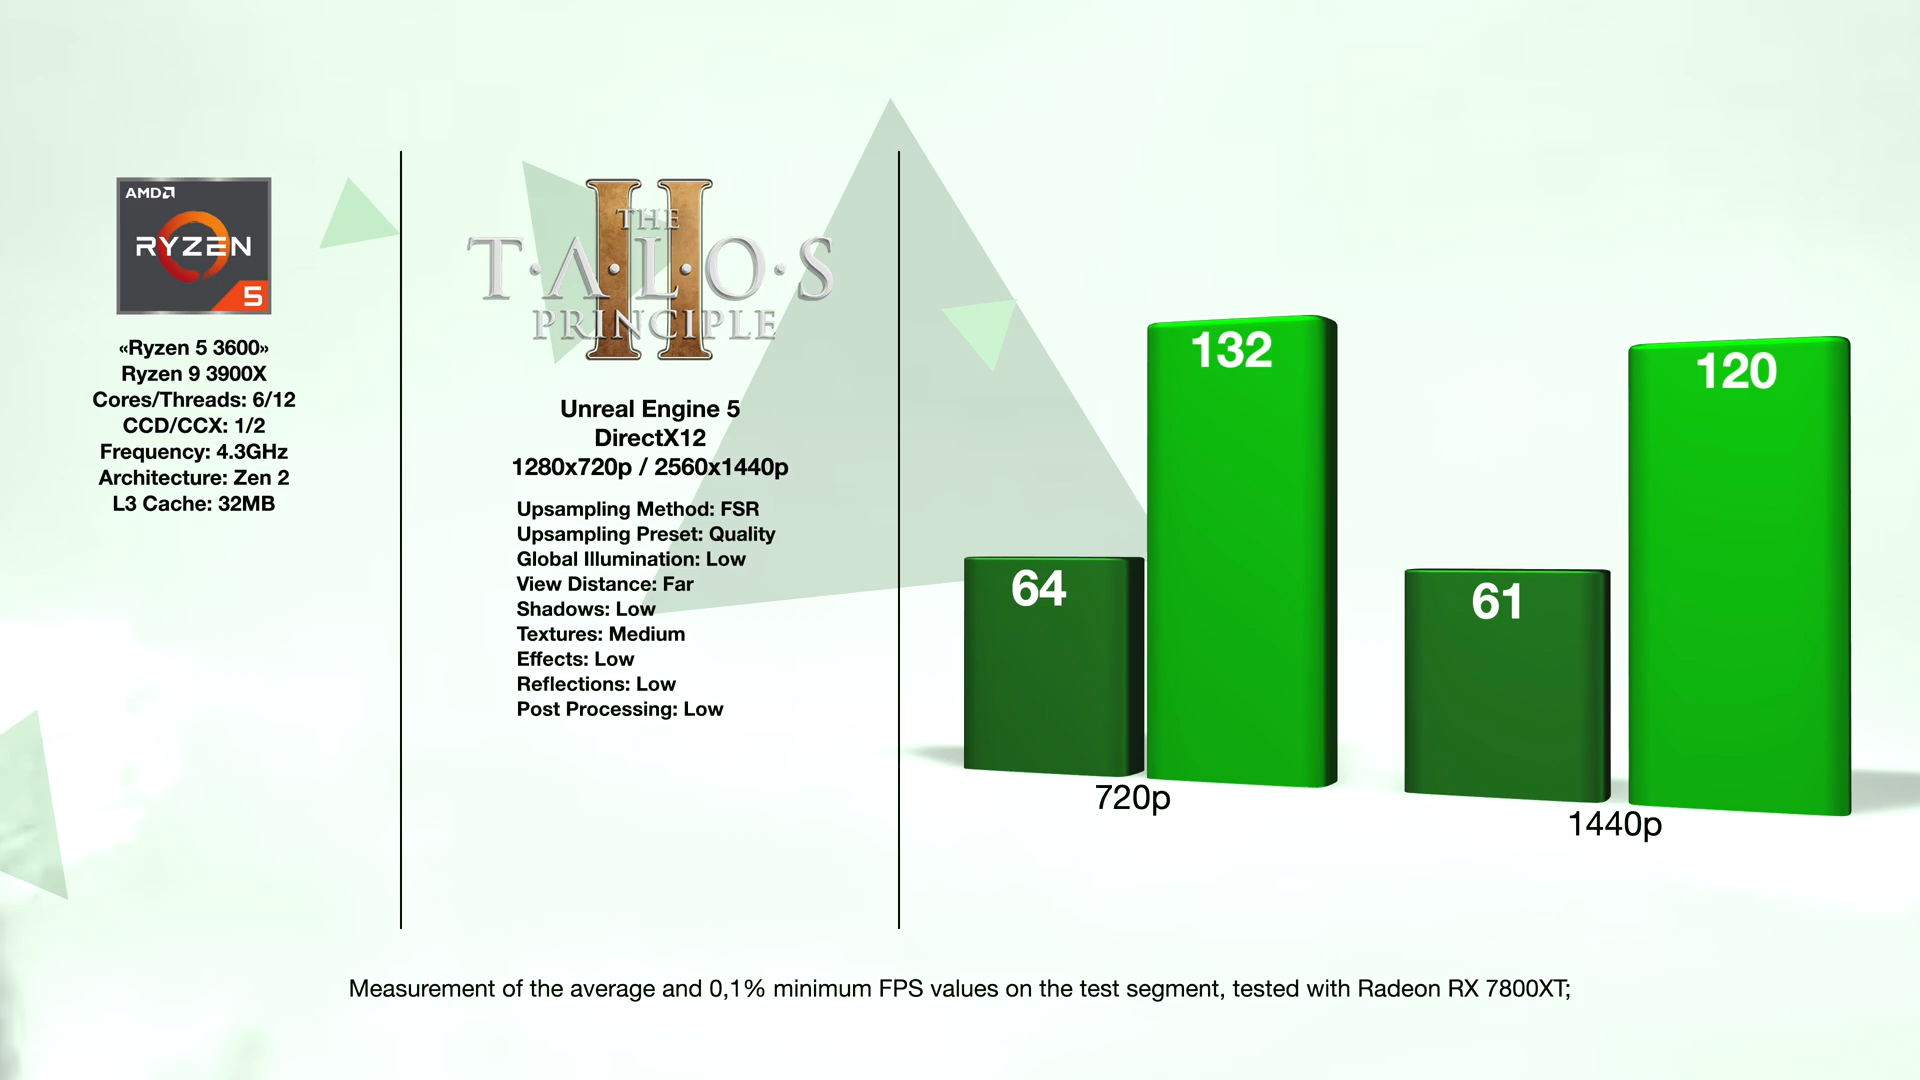 AMD
RYZEN
5
«Ryzen 5 3600»
Ryzen 9 3900X
Cores/Threads: 6/12
CCD/CCX: 1/2
Frequency: 4.3GHz
Architecture: Zen 2
L3 Cache: 32MB
II
THE
T·A·L·O·S
PRINCIPLE
Unreal Engine 5
DirectX12
1280x720p / 2560x1440p
Upsampling Method: FSR
Upsampling Preset: Quality
Global Illumination: Low
View Distance: Far
Shadows: Low
Textures: Medium
Effects: Low
Reflections: Low
Post Processing: Low
64
132
720p
61
120
1440p
Measurement of the average and 0,1% minimum FPS values on the test segment, tested with Radeon RX 7800XT;